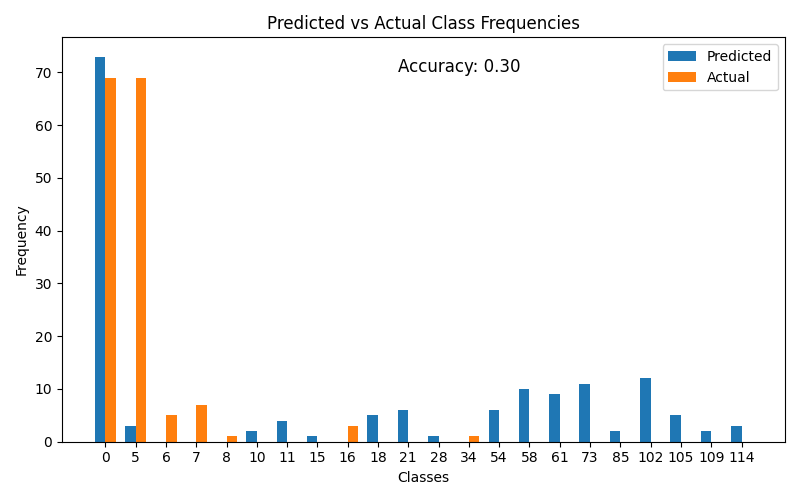 Predicted vs Actual Class Frequencies
Accuracy: 0.30
Predicted
Actual
Frequency
70
60
50
40
30
20
10
0
0 5 6 7 8 10 11 15 16 18 21 28 34 54 58 61 73 85 102 105 109 114
Classes